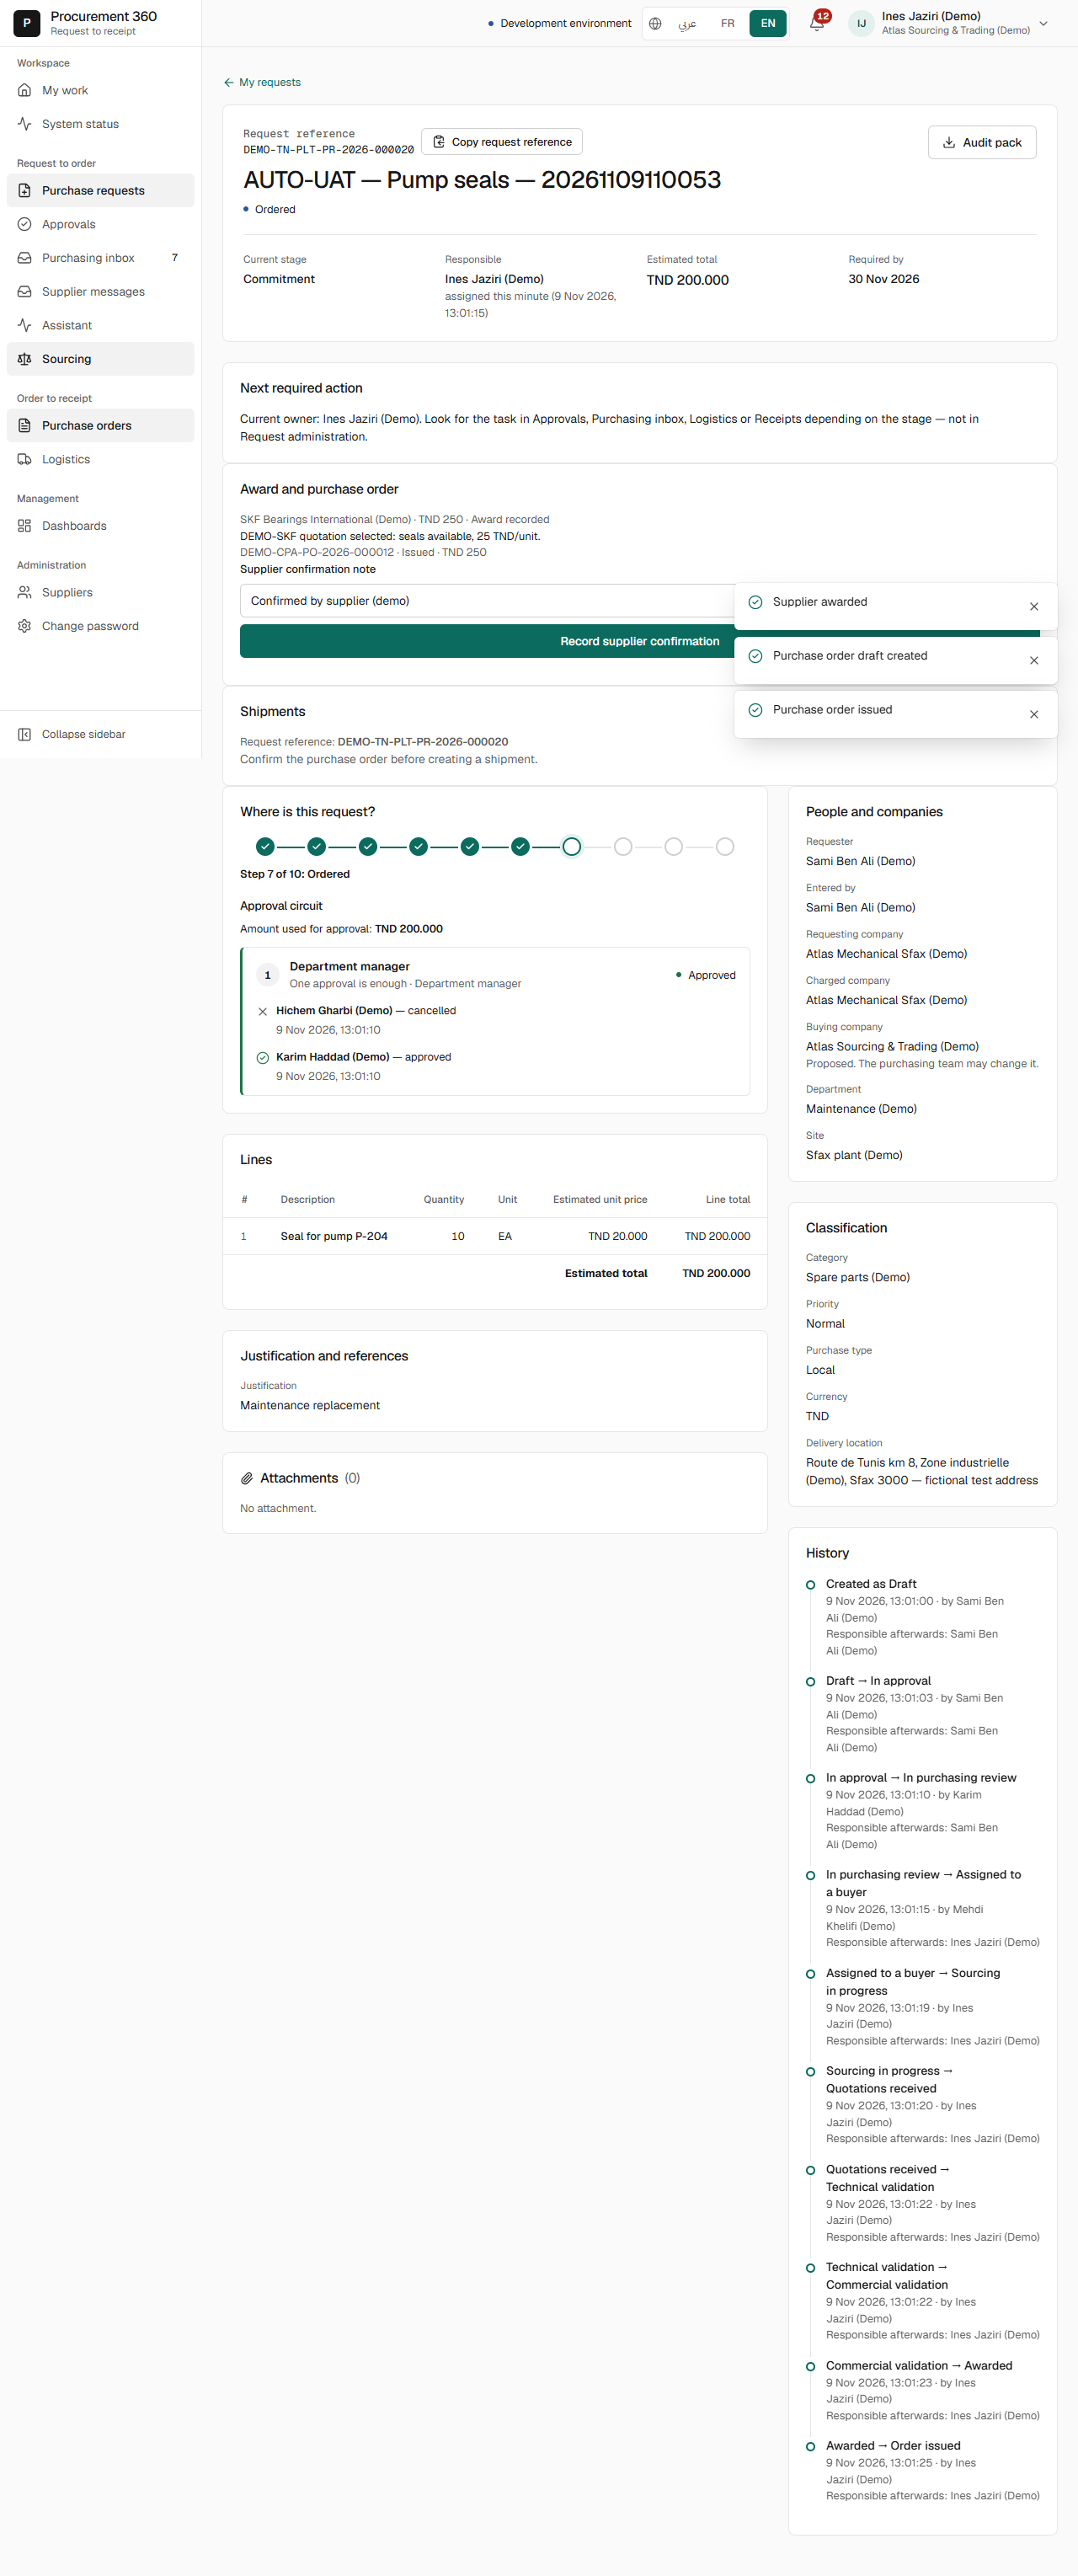 P
Procurement 360
Request to receipt
Development environment
عربي
FR
EN
12
IJ
Ines Jaziri (Demo)
Atlas Sourcing & Trading (Demo)
Workspace
My work
System status
Request to order
Purchase requests
Approvals
Purchasing inbox 7
Supplier messages
Assistant
Sourcing
Order to receipt
Purchase orders
Logistics
Management
Dashboards
Administration
Suppliers
Change password
Collapse sidebar
My requests
Request reference
DEMO-TN-PLT-PR-2026-000020
Copy request reference
Audit pack
AUTO-UAT — Pump seals — 20261109110053
Ordered
Current stage
Commitment
Responsible
Ines Jaziri (Demo)
assigned this minute (9 Nov 2026,
13:01:15)
Estimated total
TND 200.000
Required by
30 Nov 2026
Next required action
Current owner: Ines Jaziri (Demo). Look for the task in Approvals, Purchasing inbox, Logistics or Receipts depending on the stage — not in
Request administration.
Award and purchase order
SKF Bearings International (Demo) · TND 250 · Award recorded
DEMO-SKF quotation selected: seals available, 25 TND/unit.
DEMO-CPA-PO-2026-000012 · Issued · TND 250
Supplier confirmation note
Confirmed by supplier (demo)
Record supplier confirmation
Supplier awarded
Purchase order draft created
Purchase order issued
Shipments
Request reference: DEMO-TN-PLT-PR-2026-000020
Confirm the purchase order before creating a shipment.
Where is this request?
Step 7 of 10: Ordered
Approval circuit
Amount used for approval: TND 200.000
1
Department manager
One approval is enough · Department manager
Approved
Hichem Gharbi (Demo) — cancelled
9 Nov 2026, 13:01:10
Karim Haddad (Demo) — approved
9 Nov 2026, 13:01:10
Lines
# Description Quantity Unit Estimated unit price Line total
1 Seal for pump P-204 10 EA TND 20.000 TND 200.000
Estimated total TND 200.000
Justification and references
Justification
Maintenance replacement
Attachments (0)
No attachment.
People and companies
Requester
Sami Ben Ali (Demo)
Entered by
Sami Ben Ali (Demo)
Requesting company
Atlas Mechanical Sfax (Demo)
Charged company
Atlas Mechanical Sfax (Demo)
Buying company
Atlas Sourcing & Trading (Demo)
Proposed. The purchasing team may change it.
Department
Maintenance (Demo)
Site
Sfax plant (Demo)
Classification
Category
Spare parts (Demo)
Priority
Normal
Purchase type
Local
Currency
TND
Delivery location
Route de Tunis km 8, Zone industrielle
(Demo), Sfax 3000 — fictional test address
History
Created as Draft
9 Nov 2026, 13:01:00 · by Sami Ben
Ali (Demo)
Responsible afterwards: Sami Ben
Ali (Demo)
Draft → In approval
9 Nov 2026, 13:01:03 · by Sami Ben
Ali (Demo)
Responsible afterwards: Sami Ben
Ali (Demo)
In approval → In purchasing review
9 Nov 2026, 13:01:10 · by Karim
Haddad (Demo)
Responsible afterwards: Sami Ben
Ali (Demo)
In purchasing review → Assigned to
a buyer
9 Nov 2026, 13:01:15 · by Mehdi
Khelifi (Demo)
Responsible afterwards: Ines Jaziri (Demo)
Assigned to a buyer → Sourcing
in progress
9 Nov 2026, 13:01:19 · by Ines
Jaziri (Demo)
Responsible afterwards: Ines Jaziri (Demo)
Sourcing in progress →
Quotations received
9 Nov 2026, 13:01:20 · by Ines
Jaziri (Demo)
Responsible afterwards: Ines Jaziri (Demo)
Quotations received →
Technical validation
9 Nov 2026, 13:01:22 · by Ines
Jaziri (Demo)
Responsible afterwards: Ines Jaziri (Demo)
Technical validation →
Commercial validation
9 Nov 2026, 13:01:22 · by Ines
Jaziri (Demo)
Responsible afterwards: Ines Jaziri (Demo)
Commercial validation → Awarded
9 Nov 2026, 13:01:23 · by Ines
Jaziri (Demo)
Responsible afterwards: Ines Jaziri (Demo)
Awarded → Order issued
9 Nov 2026, 13:01:25 · by Ines
Jaziri (Demo)
Responsible afterwards: Ines Jaziri (Demo)